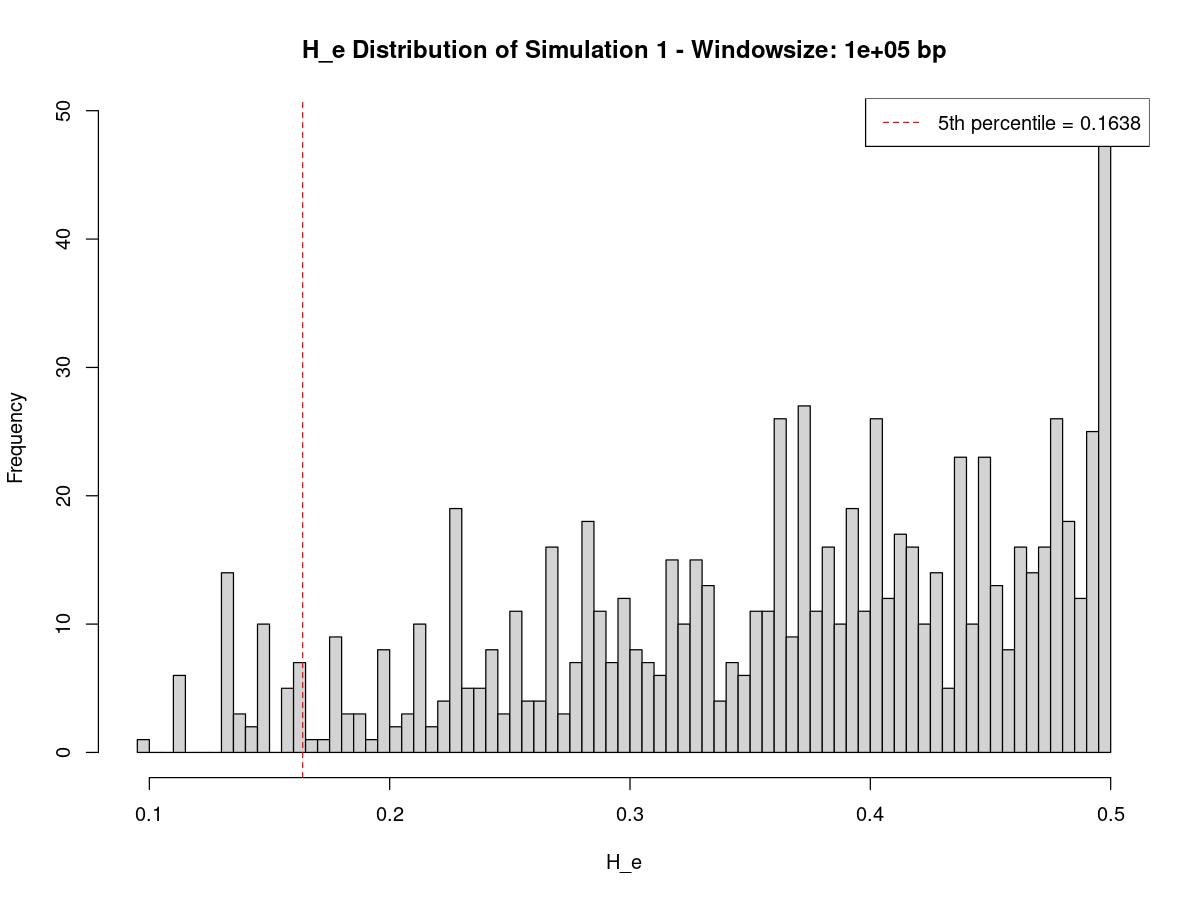 H_e Distribution of Simulation 1 - Windowsize: 1e+05 bp
5th percentile = 0.1638
Frequency
50
40
30
20
10
0
0.1 0.2 0.3 0.4 0.5
H_e